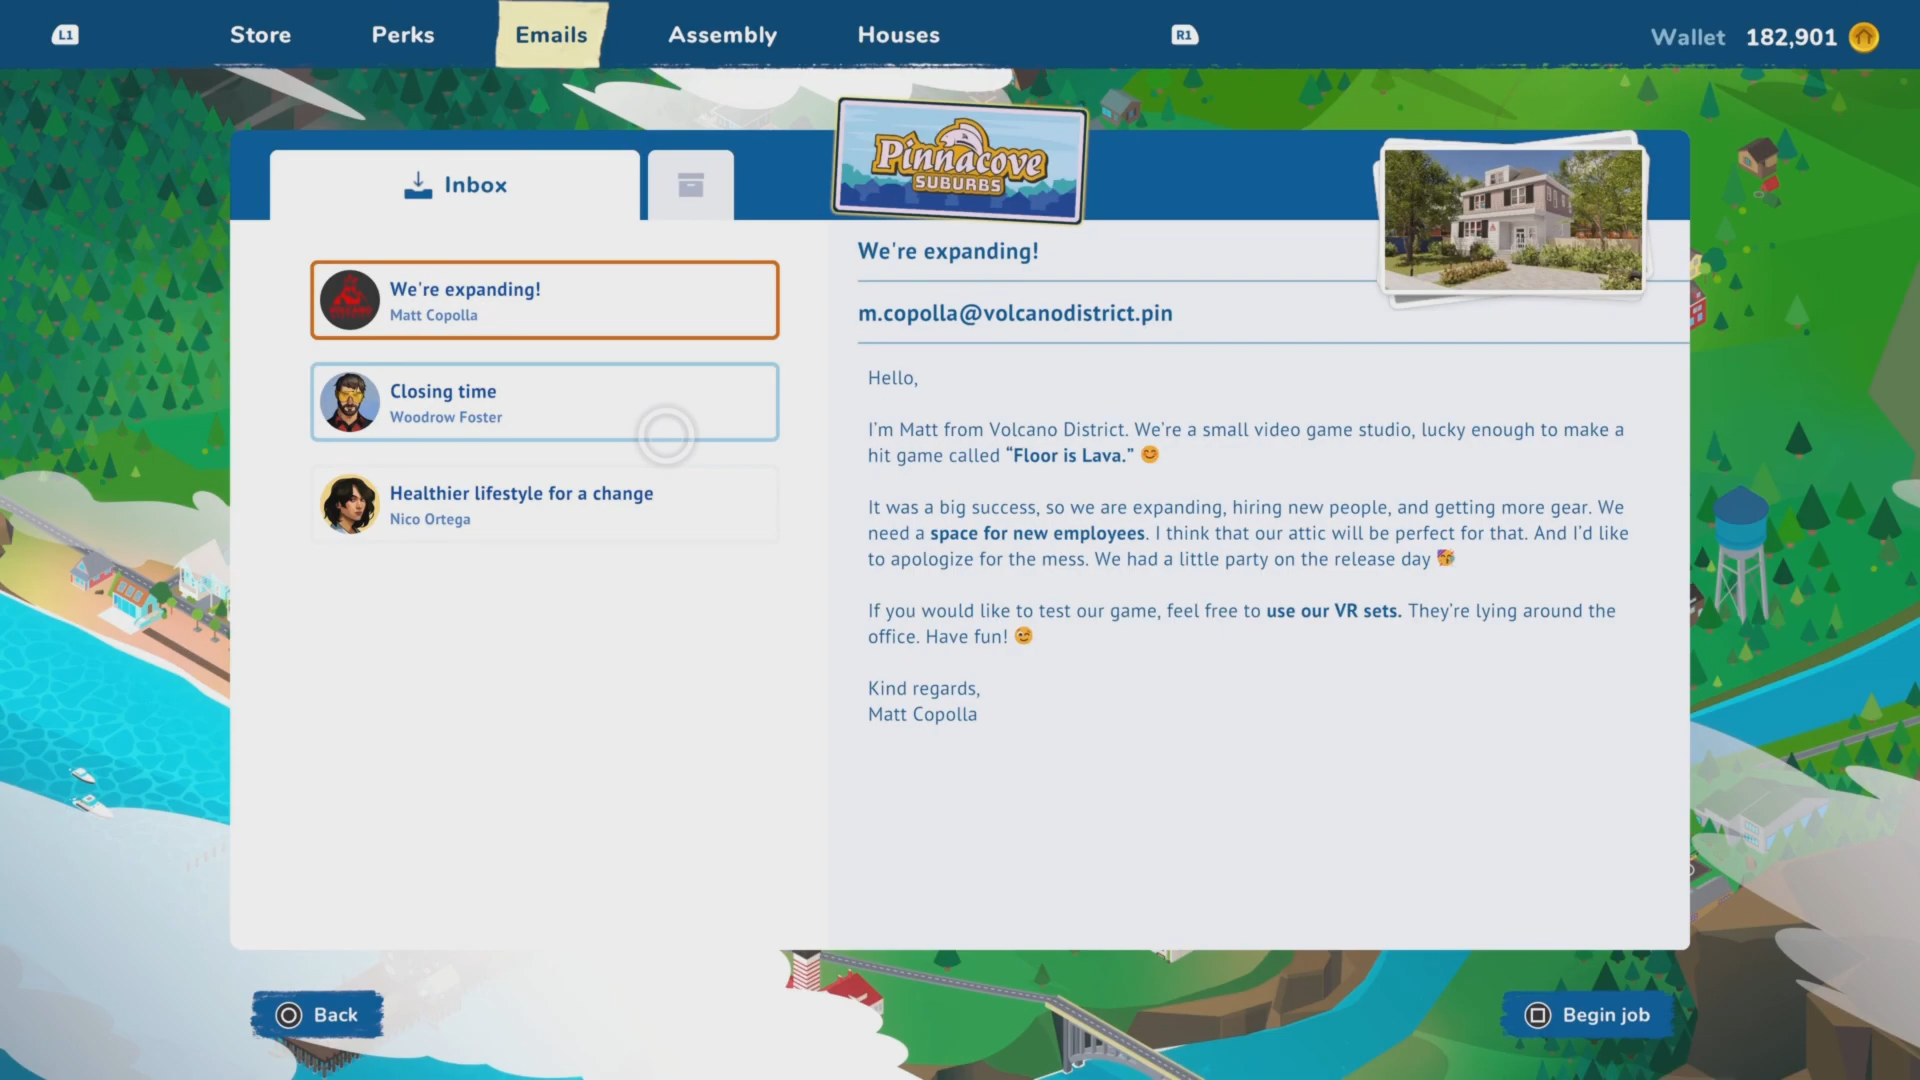 L1
Store
Perks
Emails
Assembly
Houses
R1
Wallet 182,901
Inbox
Pinnacove
SUBURBS
We're expanding!
Matt Copolla
Closing time
Woodrow Foster
Healthier lifestyle for a change
Nico Ortega
We're expanding!
m.copolla@volcanodistrict.pin
Hello,
I'm Matt from Volcano District. We're a small video game studio, lucky enough to make a
hit game called “Floor is Lava.” 😊
It was a big success, so we are expanding, hiring new people, and getting more gear. We
need a space for new employees. I think that our attic will be perfect for that. And I'd like
to apologize for the mess. We had a little party on the release day 🥳
If you would like to test our game, feel free to use our VR sets. They're lying around the
office. Have fun! 😉
Kind regards,
Matt Copolla
Back
Begin job